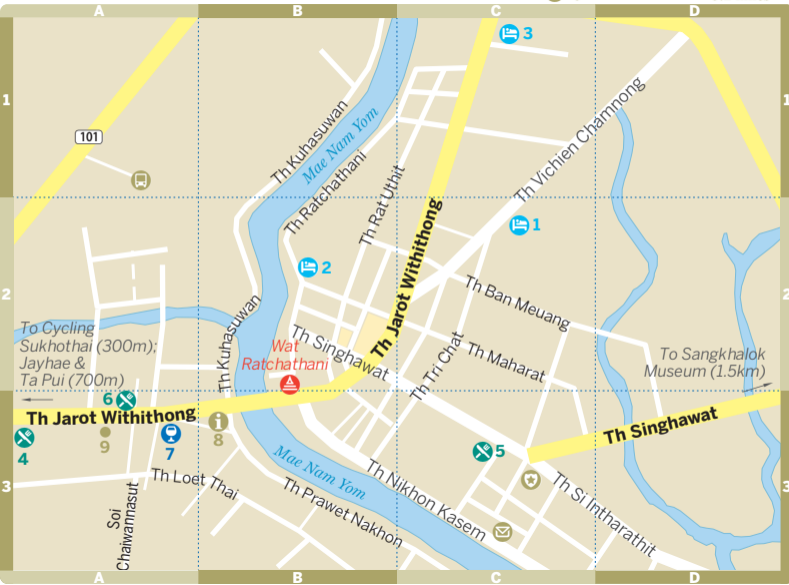 A
B
C
D
3
1
1
101
Th Kuhasuwan
Mae Nam Yom
Th Ratchathani
Th Rat Uthit
Th Vichien Chamnong
1
Th Jarot Withithong
2
2
2
Th Ban Meuang
Th Kuhasuwan
Th Singhawat
Th Tri Chat
Th Maharat
To Cycling
Sukhothai (300m);
Jayhae &
Ta Pui (700m)
Wat
Ratchathani
To Sangkhalok
Museum (1.5km)
6
Th Jarot Withithong
4
9
7
8
5
Th Singhawat
3
3
Th Loet Thai
Soi
Chaiwannasut
Mae Nam Yom
Th Prawet Nakhon
Th Nikhon Kasem
Th Si Intharathit
A
B
C
D